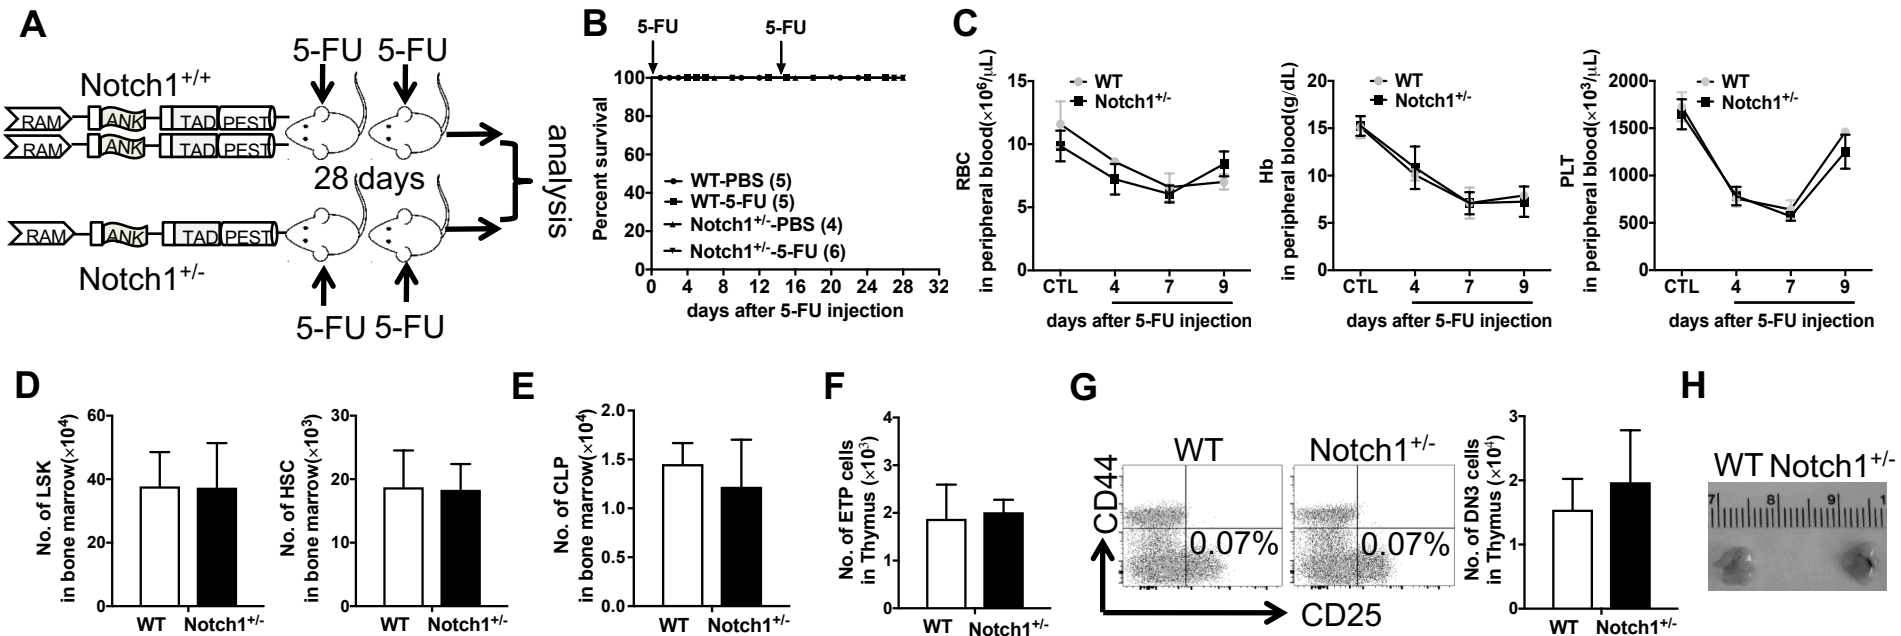 A
5-FU 5-FU
Notch1+/+
RAM ANK TAD PEST
RAM ANK TAD PEST
28 days
analysis
RAM ANK TAD PEST
Notch1+/-
5-FU 5-FU
B
5-FU 5-FU
Percent survival
100
80
60
40
20
0
WT-PBS (5)
WT-5-FU (5)
Notch1+/--PBS (4)
Notch1+/--5-FU (6)
0 4 8 12 16 20 24 28 32
days after 5-FU injection
C
RBC
in peripheral blood(×10⁶/μL)
15
10
5
0
WT
Notch1+/-
CTL 4 7 9
days after 5-FU injection
Hb
in peripheral blood(g/dL)
20
15
10
5
0
WT
Notch1+/-
CTL 4 7 9
days after 5-FU injection
PLT
in peripheral blood(×10³/μL)
2000
1500
1000
500
0
WT
Notch1+/-
CTL 4 7 9
days after 5-FU injection
D
No. of LSK
in bone marrow(×10⁴)
60
40
20
0
WT Notch1+/-
No. of HSC
in bone marrow(×10³)
30
20
10
0
WT Notch1+/-
E
No. of CLP
in bone marrow(×10⁴)
2.0
1.5
1.0
0.5
0.0
WT Notch1+/-
F
No. of ETP cells
in Thymus (×10³)
4
3
2
1
0
WT Notch1+/-
G
WT Notch1+/-
CD44
0.07% 0.07%
CD25
No. of DN3 cells
in Thymus (×10⁴)
3
2
1
0
WT Notch1+/-
H
WT Notch1+/-
7 8 9 1